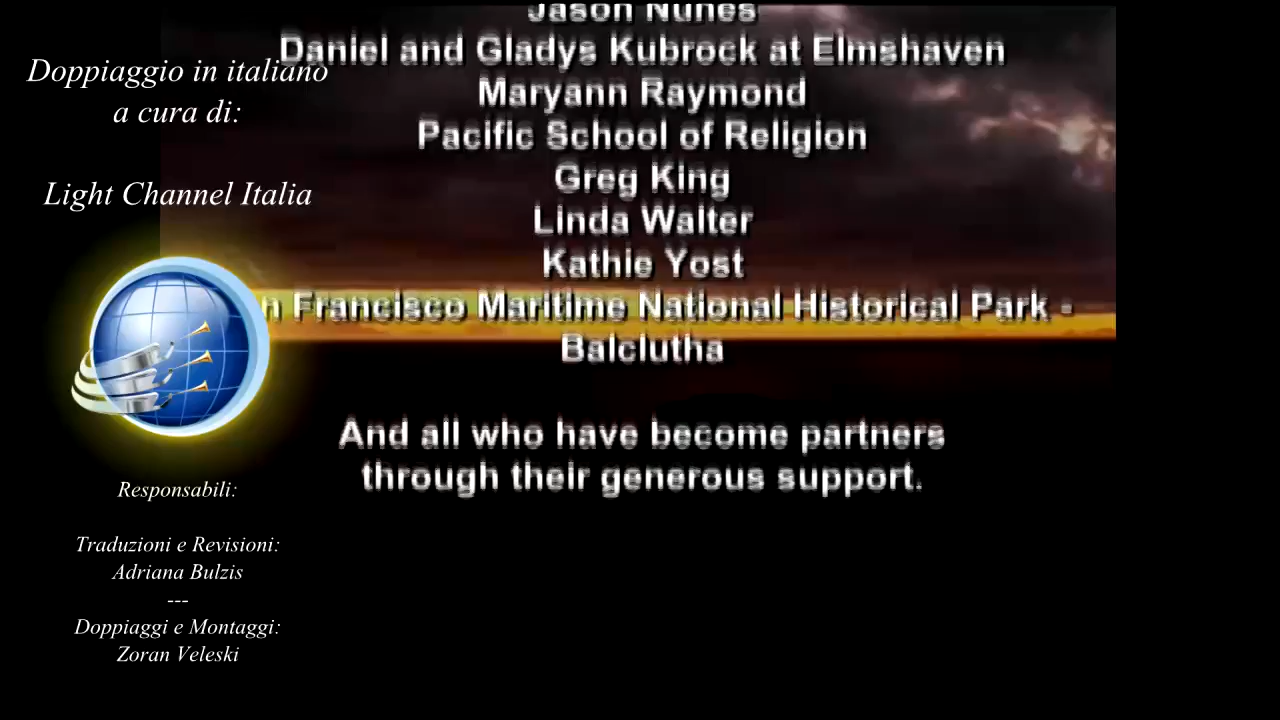 Doppiaggio in italiano
a cura di:
Light Channel Italia
Responsabili:
Traduzioni e Revisioni:
Adriana Bulzis
---
Doppiaggi e Montaggi:
Zoran Veleski
Jason Nunes
Daniel and Gladys Kubrock at Elmshaven
Maryann Raymond
Pacific School of Religion
Greg King
Linda Walter
Kathie Yost
n Francisco Maritime National Historical Park -
Balclutha
And all who have become partners
through their generous support.